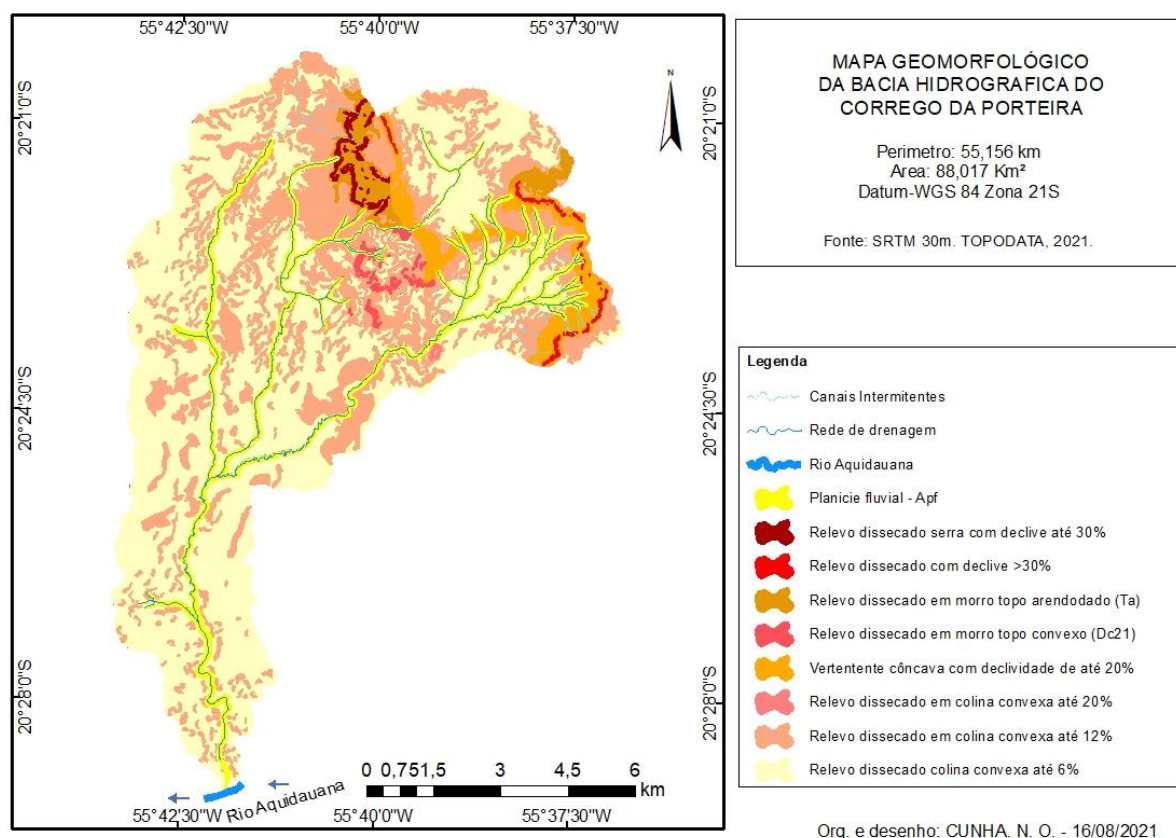 55°42'30"W 55°40'0"W 55°37'30"W
20°21'0"S
20°24'30"S
20°28'0"S
N
20°21'0"S
20°24'30"S
20°28'0"S
0 0,751,5 3 4,5 6
km
Rio Aquidauana
55°42'30"W 55°40'0"W 55°37'30"W
MAPA GEOMORFOLÓGICO
DA BACIA HIDROGRAFICA DO
CORREGO DA PORTEIRA
Perimetro: 55,156 km
Area: 88,017 Km²
Datum-WGS 84 Zona 21S
Fonte: SRTM 30m. TOPODATA, 2021.
Legenda
Canais Intermitentes
Rede de drenagem
Rio Aquidauana
Planicie fluvial - Apf
Relevo dissecado serra com declive até 30%
Relevo dissecado com declive >30%
Relevo dissecado em morro topo arendodado (Ta)
Relevo dissecado em morro topo convexo (Dc21)
Vertentente côncava com declividade de até 20%
Relevo dissecado em colina convexa até 20%
Relevo dissecado em colina convexa até 12%
Relevo dissecado colina convexa até 6%
Org. e desenho: CUNHA, N. O. - 16/08/2021